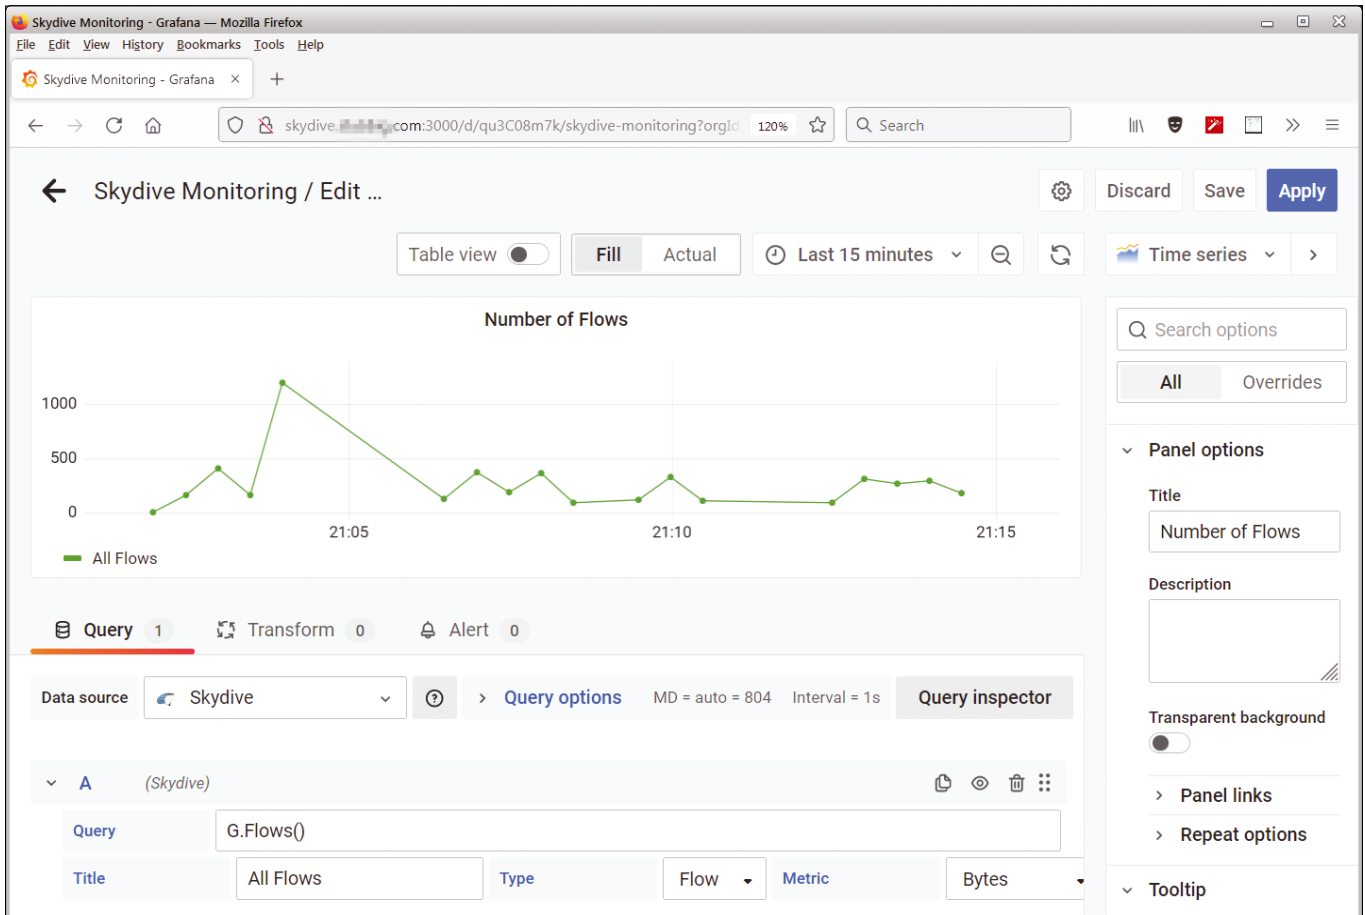 Skydive Monitoring - Grafana — Mozilla Firefox
File Edit View History Bookmarks Tools Help
Skydive Monitoring - Grafana
skydive. com:3000/d/qu3C08m7k/skydive-monitoring?orgId 120% Search
Skydive Monitoring / Edit ... Discard Save Apply
Table view Fill Actual Last 15 minutes Time series
Number of Flows
Search options
All Overrides
1000
500
0
21:05 21:10 21:15
All Flows
Panel options
Title
Number of Flows
Description
Query 1 Transform 0 Alert 0
Data source Skydive Query options MD = auto = 804 Interval = 1s Query inspector
Transparent background
A (Skydive)
Panel links
Query G.Flows()
Repeat options
Title All Flows Type Flow Metric Bytes
Tooltip